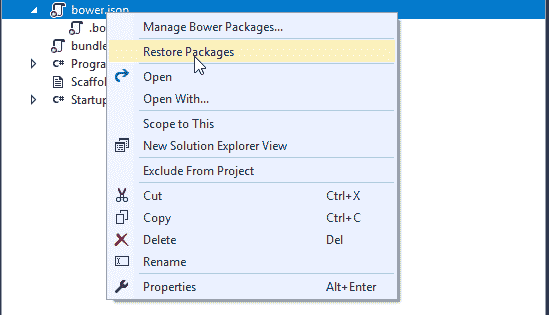 bower.json
.bo
bundle
Progra
Scaffol
Startup
Manage Bower Packages...
Restore Packages
Open
Open With...
Scope to This
New Solution Explorer View
Exclude From Project
Cut Ctrl+X
Copy Ctrl+C
Delete Del
Rename
Properties Alt+Enter